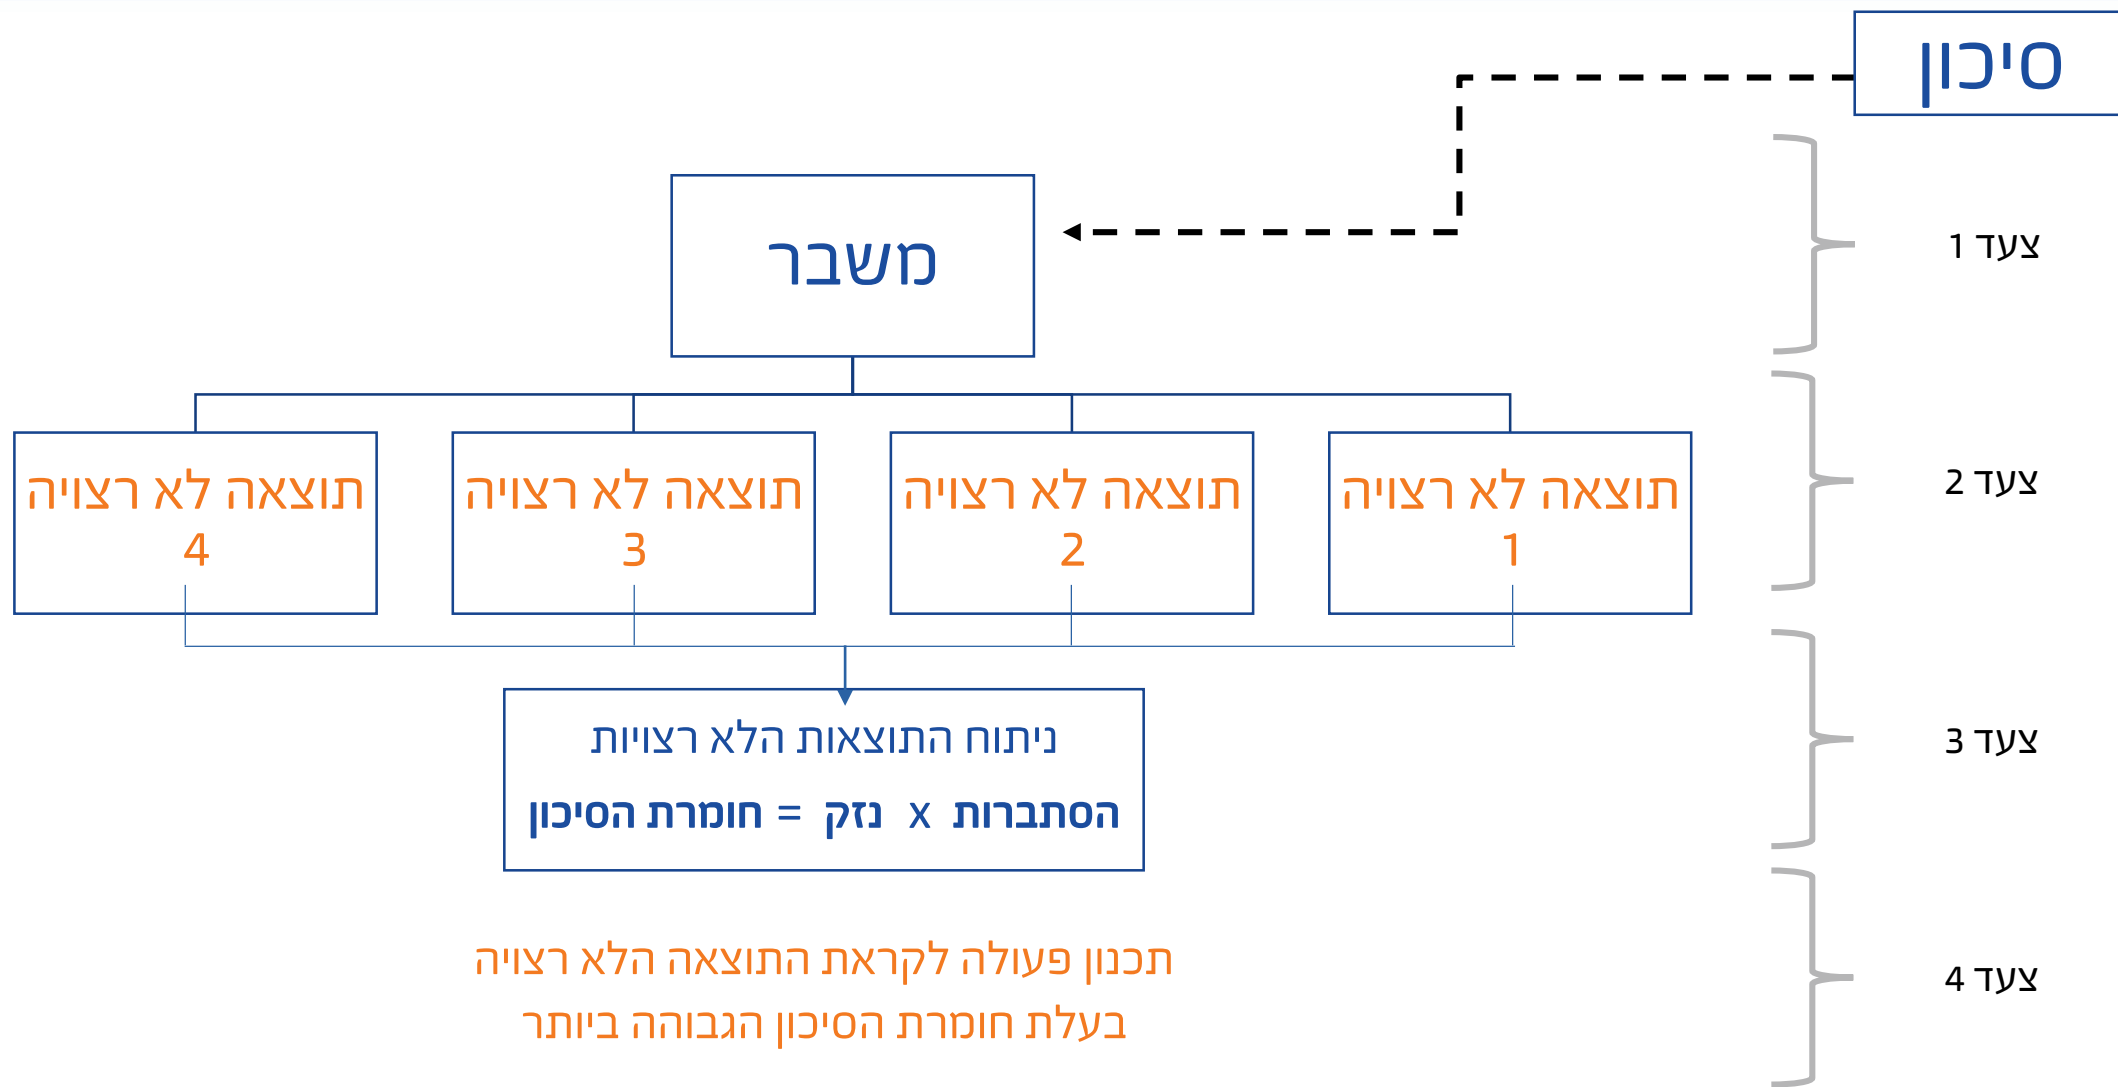 סיכון
משבר
צעד 1
תוצאה לא רצויה
1
תוצאה לא רצויה
2
תוצאה לא רצויה
3
תוצאה לא רצויה
4
צעד 2
ניתוח התוצאות הלא רצויות
הסתברות x נזק = חומרת הסיכון
צעד 3
תכנון פעולה לקראת התוצאה הלא רצויה
בעלת חומרת הסיכון הגבוהה ביותר
צעד 4